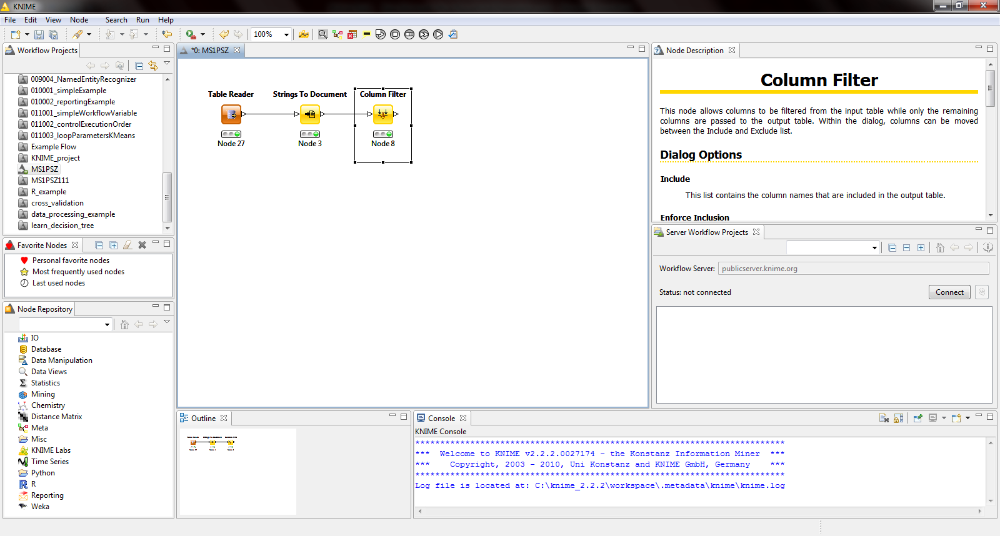 KNIME
File Edit View Node Search Run Help
100%
Workflow Projects
009004_NamedEntityRecognizer
010001_simpleExample
010002_reportingExample
011001_simpleWorkflowVariable
011002_controlExecutionOrder
011003_loopParametersKMeans
Example Flow
KNIME_project
MS1PSZ
MS1PSZ111
R_example
cross_validation
data_processing_example
learn_decision_tree
Favorite Nodes
Personal favorite nodes
Most frequently used nodes
Last used nodes
Node Repository
IO
Database
Data Manipulation
Data Views
Statistics
Mining
Chemistry
Distance Matrix
Meta
Misc
KNIME Labs
Time Series
Python
R
Reporting
Weka
*0: MS1PSZ
Table Reader
Node 27
Strings To Document
Node 3
Column Filter
Node 8
Node Description
Column Filter
This node allows columns to be filtered from the input table while only the remaining
columns are passed to the output table. Within the dialog, columns can be moved
between the Include and Exclude list.
Dialog Options
Include
This list contains the column names that are included in the output table.
Enforce Inclusion
Server Workflow Projects
Workflow Server: publicserver.knime.org
Status: not connected
Connect
Outline
Console
KNIME Console
**************************************************************************
*** Welcome to KNIME v2.2.2.0027174 - the Konstanz Information Miner ***
*** Copyright, 2003 - 2010, Uni Konstanz and KNIME GmbH, Germany ***
**************************************************************************
Log file is located at: C:\knime_2.2.2\workspace\.metadata\knime\knime.log